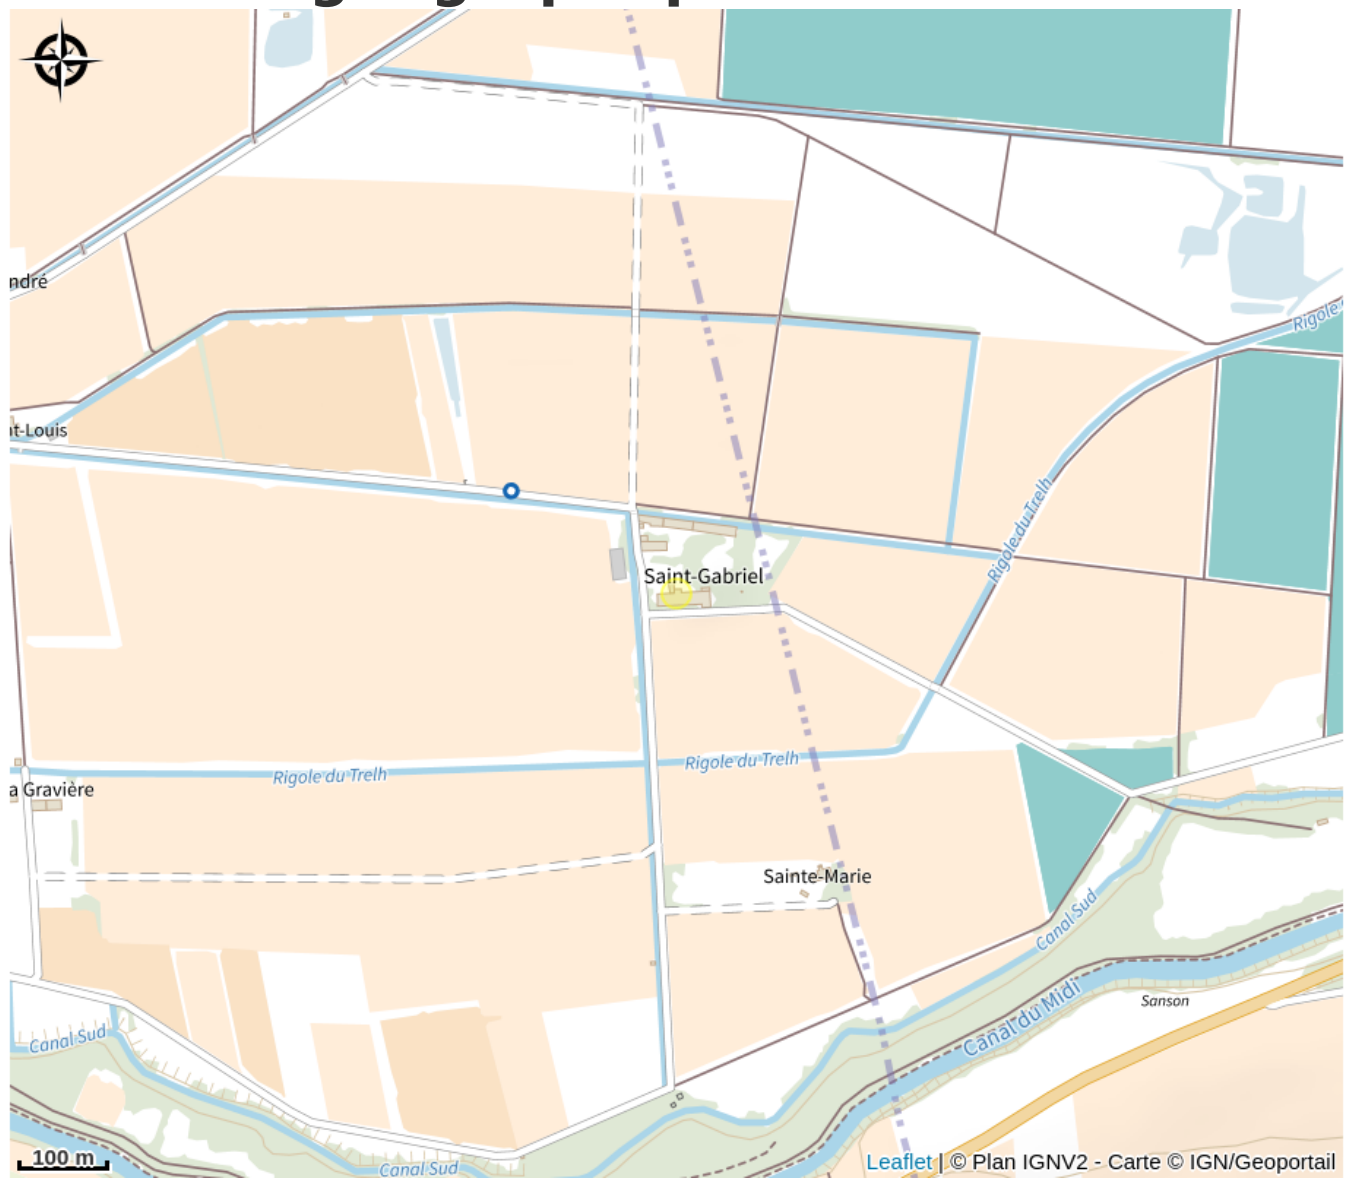 ndré
Rigole
nt-Louis
Rigole du Trelh
Saint-Gabriel
Rigole du Trelh
Rigole du Trelh
a Gravière
Sainte-Marie
Canal Sud
Canal du Midi
Sanson
Canal Sud
Canal Sud
100 m
Leaflet | © Plan IGNV2 - Carte © IGN/Geoportail